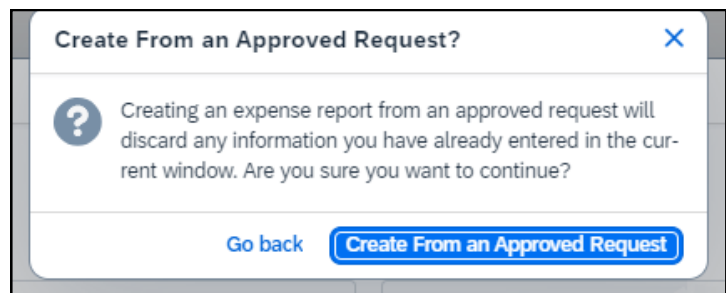 Create From an Approved Request?
Creating an expense report from an approved request will
discard any information you have already entered in the cur-
rent window. Are you sure you want to continue?
Go back Create From an Approved Request